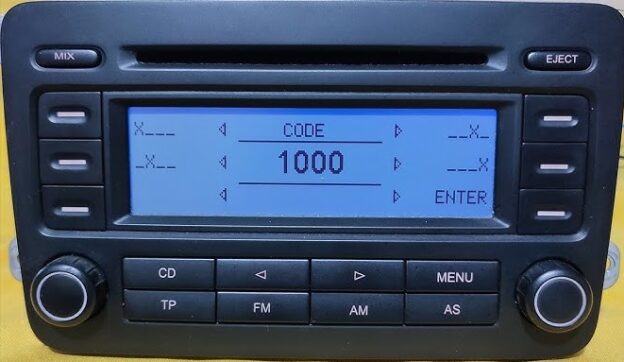 MIX
EJECT
X___ ◁ CODE ▷ __X_
_X__ 1000 ___X
◁ ▷ ENTER
CD ◁ ▷ MENU
TP FM AM AS